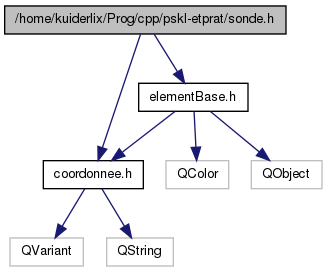 /home/kuiderlix/Prog/cpp/pskl-etprat/sonde.h
elementBase.h
coordonnee.h
QColor
QObject
QVariant
QString